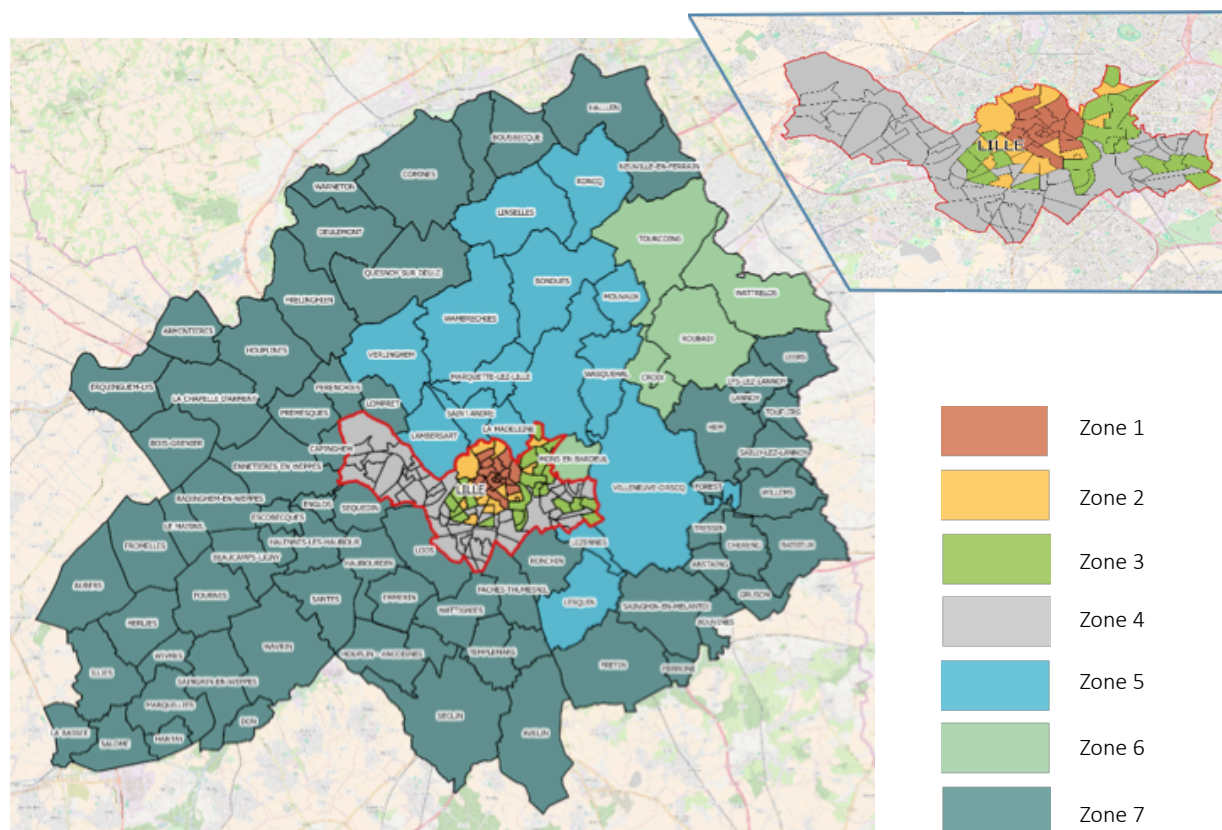 HALLUIN
BOUSBECQUE
NEUVILLE-EN-FERRAIN
COMINES
RONCQ
WARNETON
LINSELLES
LILLE
DEULEMONT
TOURCOING
QUESNOY SUR DEULE
BONDUES
MOUVAUX
WATTRELOS
FRELINGHIEN
WAMBRECHIES
ARMENTIERES
ROUBAIX
HOUPLINES
VERLINGHEM
LEERS
MARQUETTE-LEZ-LILLE
WASQUEHAL
CROIX
LYS-LEZ-LANNOY
ERQUINGHEM-LYS
PERENCHIES
LA CHAPELLE D'ARMENT
LANNOY
LOMPRET
PREMESQUES
SAINT ANDRE
TOUFLERS
LA MADELEINE
HEM
Zone 1
BOIS-GRENIER
LAMBERSART
CAPINGHEM
SAILLY-LEZ-LANNOY
MONS EN BAROEUL
ENNETIERES EN WEPPES
VILLENEUVE-D'ASCQ
FOREST
LILLE
WILLEMS
Zone 2
RADINGHEM-EN-WEPPES
ENGLOS
SEQUEDIN
ESCOBECQUES
LE MAISNIL
TRESSIN
FROMELLES
HALLENNES-LEZ-HAUBOUR
LEZENNES
CHERENG
BAISIEUX
LOOS
BEAUCAMPS-LIGNY
HAUBOURDIN
RONCHIN
ANSTAING
Zone 3
AUBERS
FOURNES
SANTES
EMMERIN
FACHES-THUMESNIL
GRUSON
LESQUIN
WATTIGNIES
SAINGHIN-EN-MELANTOI
HERLIES
BOUVINES
Zone 4
WAVRIN
HOUPLIN - ANCOISNES
TEMPLEMARS
WICRES
FRETIN
PERONNE
ILLIES
SAINGHIN-EN-WEPPES
Zone 5
MARQUILLIES
SECLIN
DON
LA BASSEE
AVELIN
HANTAY
SALOME
Zone 6
Zone 7